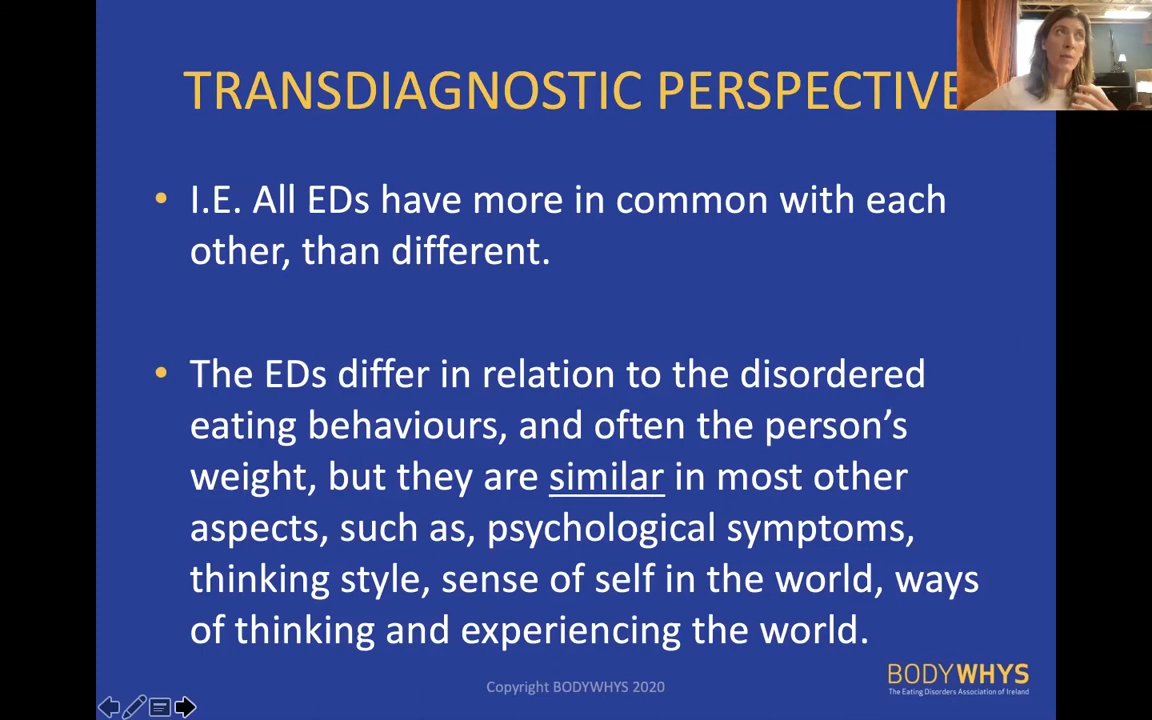 TRANSDIAGNOSTIC PERSPECTIVE
• I.E. All EDs have more in common with each
other, than different.
• The EDs differ in relation to the disordered
eating behaviours, and often the person’s
weight, but they are similar in most other
aspects, such as, psychological symptoms,
thinking style, sense of self in the world, ways
of thinking and experiencing the world.
Copyright BODYWHYS 2020
BODYWHYS
The Eating Disorders Association of Ireland